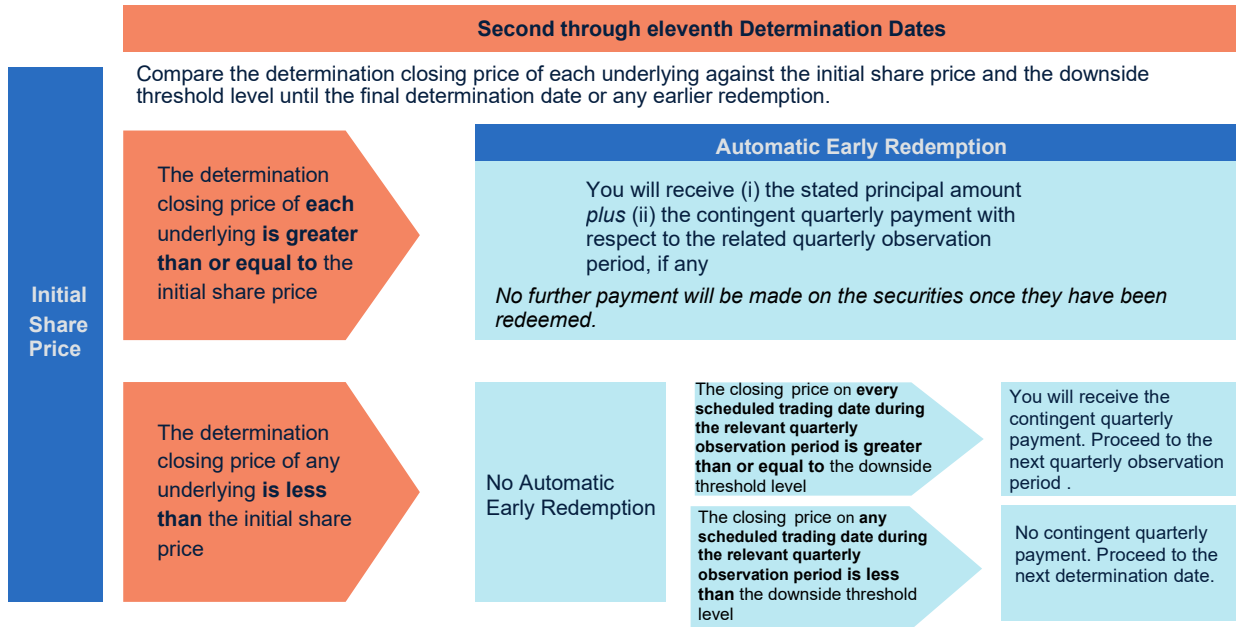 Second through eleventh Determination Dates
Compare the determination closing price of each underlying against the initial share price and the downside
threshold level until the final determination date or any earlier redemption.
Initial
Share
Price
The determination
closing price of each
underlying is greater
than or equal to the
initial share price
Automatic Early Redemption
You will receive (i) the stated principal amount
plus (ii) the contingent quarterly payment with
respect to the related quarterly observation
period, if any
No further payment will be made on the securities once they have been
redeemed.
The determination
closing price of any
underlying is less
than the initial share
price
No Automatic
Early Redemption
The closing price on every
scheduled trading date during
the relevant quarterly
observation period is greater
than or equal to the downside
threshold level
You will receive the
contingent quarterly
payment. Proceed to the
next quarterly observation
period .
The closing price on any
scheduled trading date during
the relevant quarterly
observation period is less
than the downside threshold
level
No contingent quarterly
payment. Proceed to the
next determination date.